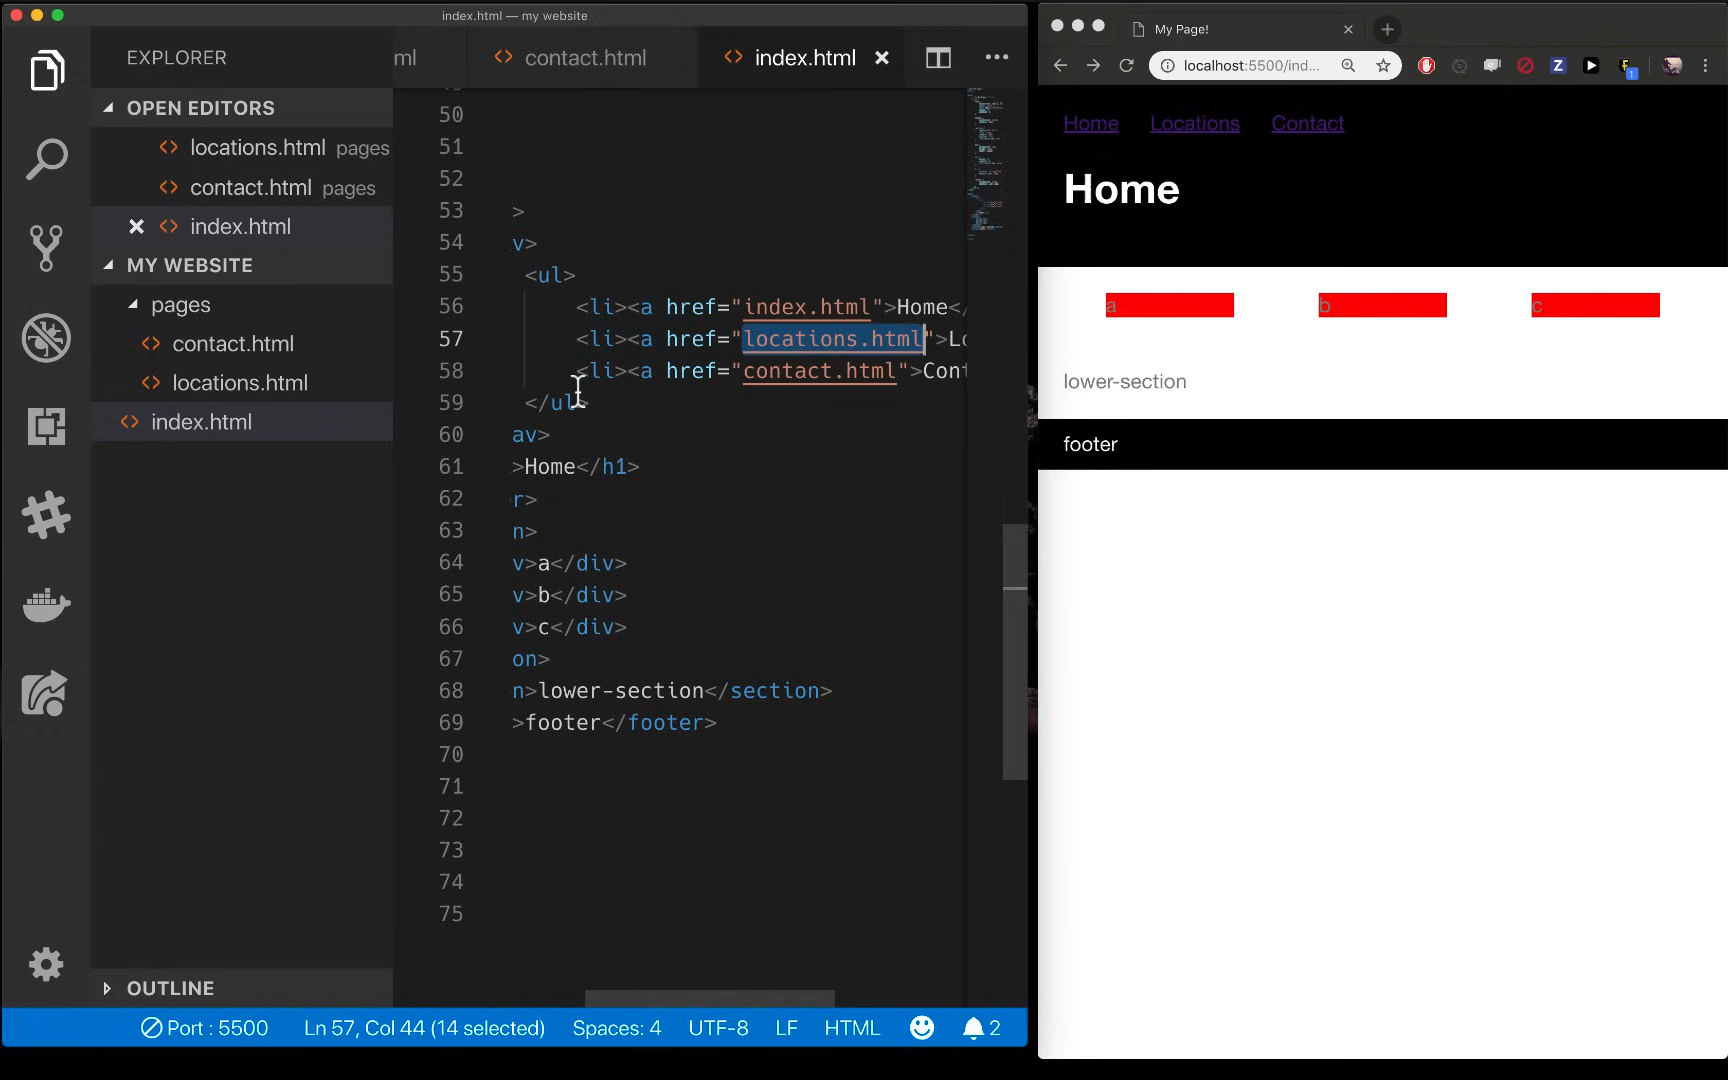 index.html — my website
EXPLORER
ml
contact.html
index.html
OPEN EDITORS
locations.html pages
contact.html pages
index.html
MY WEBSITE
pages
contact.html
locations.html
index.html
OUTLINE
50
51
52
53 >
54 v>
55 <ul>
56 <li><a href="index.html">Home</
57 <li><a href="locations.html">Lo
58 <li><a href="contact.html">Cont
59 </ul>
60 av>
61 >Home</h1>
62 r>
63 n>
64 v>a</div>
65 v>b</div>
66 v>c</div>
67 on>
68 n>lower-section</section>
69 >footer</footer>
70
71
72
73
74
75
Port : 5500 Ln 57, Col 44 (14 selected) Spaces: 4 UTF-8 LF HTML 2
My Page!
localhost:5500/ind...
Z
1
Home Locations Contact
Home
a b c
lower-section
footer